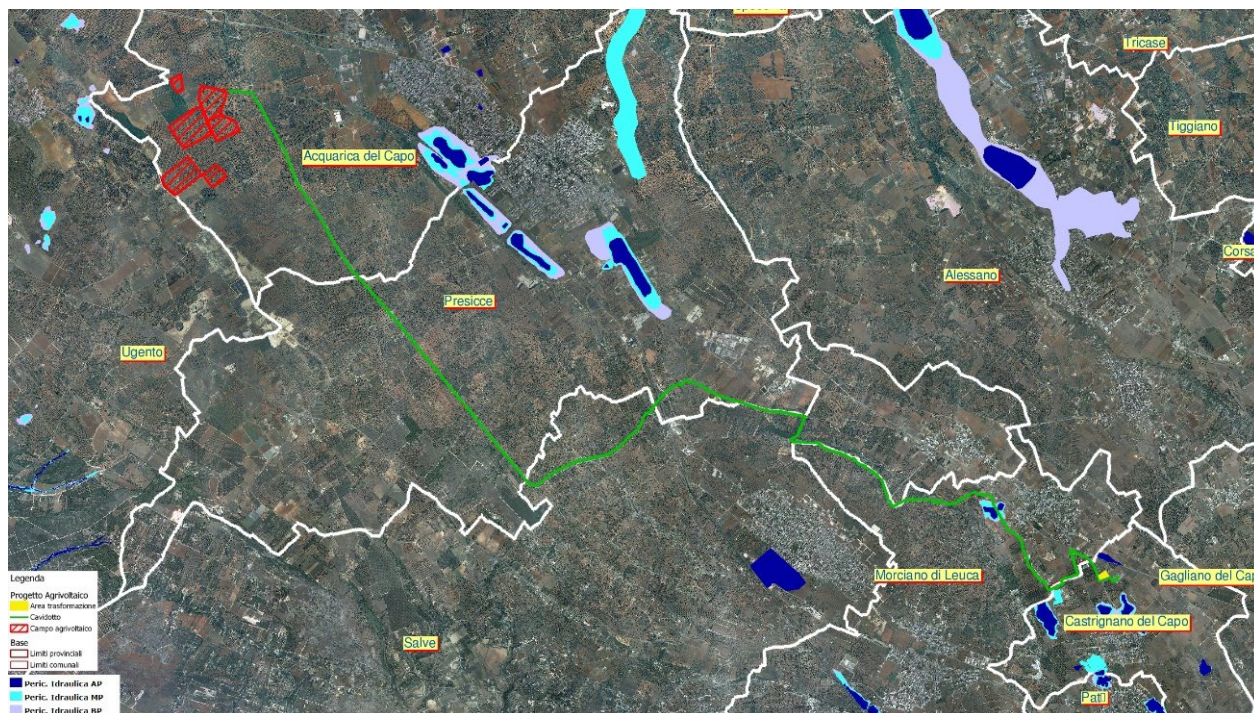 Tricase
Tiggiano
Acquarica del Capo
Corsa
Alessano
Presicce
Ugento
Morciano di Leuca
Gagliano del Cap
Castrignano del Capo
Salve
Legenda
Progetto Agrivoltaico
Area trasformazione
Cavidotto
Campo agrivoltaico
Base
Limiti provinciali
Limiti comunali
Peric. Idraulica AP
Peric. Idraulica MP
Peric. Idraulica BP